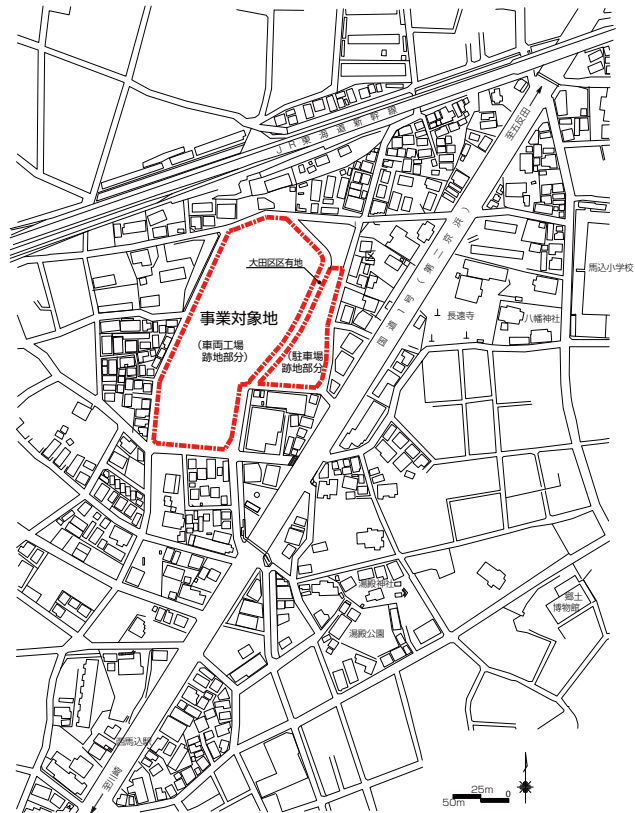 JR東海道新幹線
至五反田
国道1号(第二京浜)
馬込小学校
大田区区有地
長遠寺
八幡神社
事業対象地
(車両工場
跡地部分)
(駐車場
跡地部分)
湯殿神社
郷土
博物館
湯殿公園
西馬込駅
至川崎
25m
50m
0